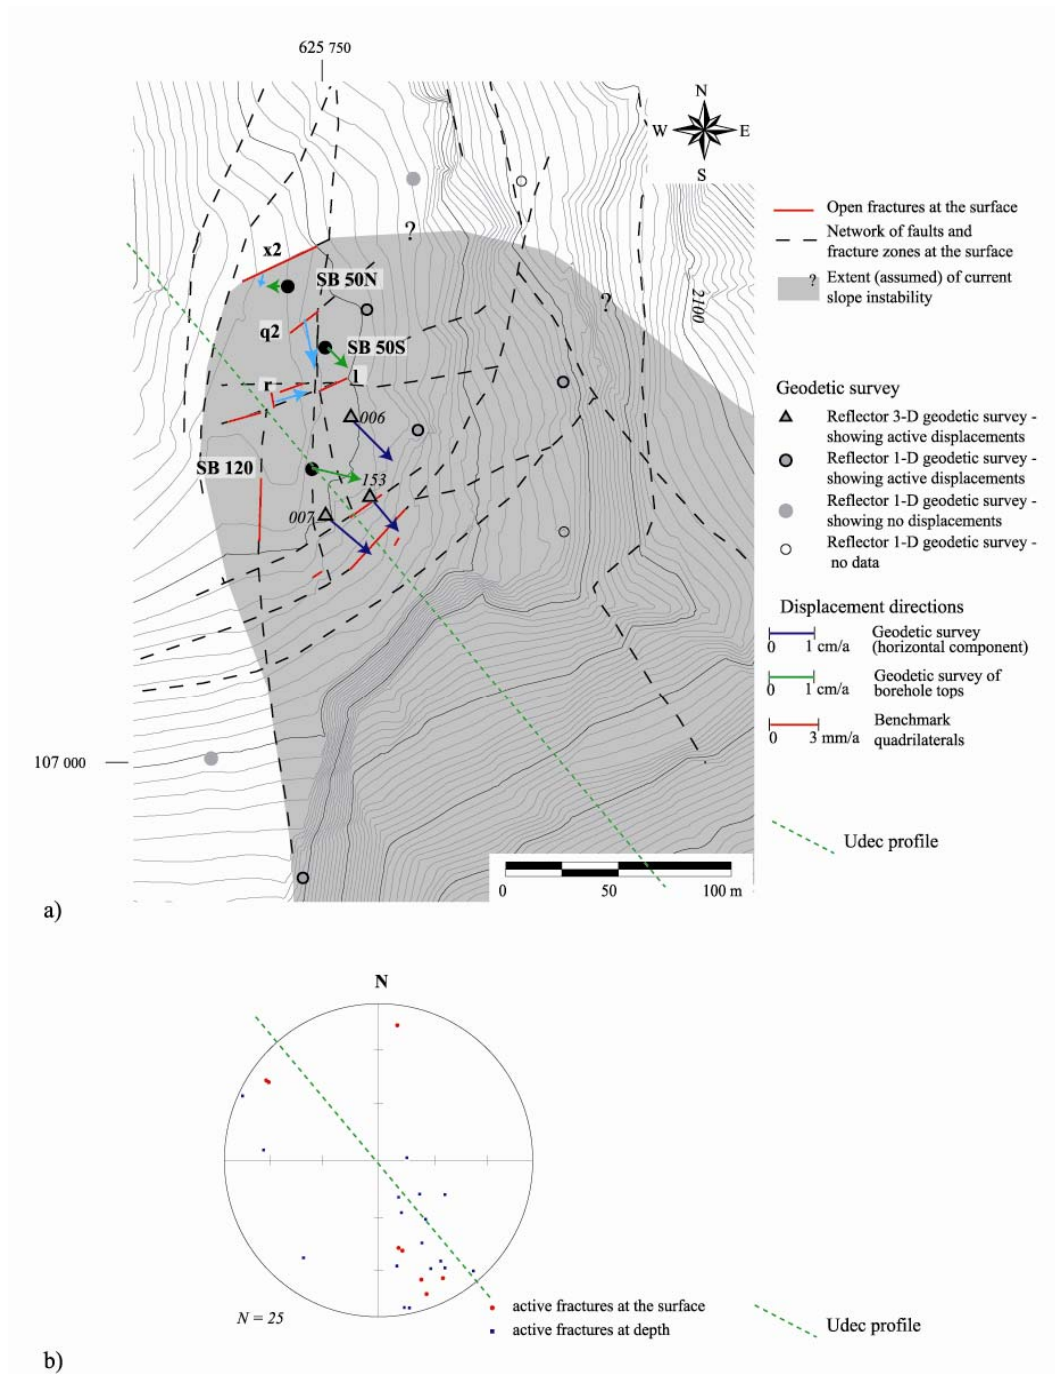 625 750
N
W
E
S
Open fractures at the surface
Network of faults and
fracture zones at the surface
? Extent (assumed) of current
slope instability
?
x2
SB 50N
?
2100
q2
SB 50S
r
l
006
Geodetic survey
Reflector 3-D geodetic survey -
showing active displacements
Reflector 1-D geodetic survey -
showing active displacements
Reflector 1-D geodetic survey -
showing no displacements
Reflector 1-D geodetic survey -
no data
SB 120
153
007
Displacement directions
Geodetic survey
0 1 cm/a (horizontal component)
Geodetic survey of
0 1 cm/a borehole tops
Benchmark
0 3 mm/a quadrilaterals
107 000
Udec profile
0 50 100 m
a)
N
N = 25
active fractures at the surface
active fractures at depth
Udec profile
b)